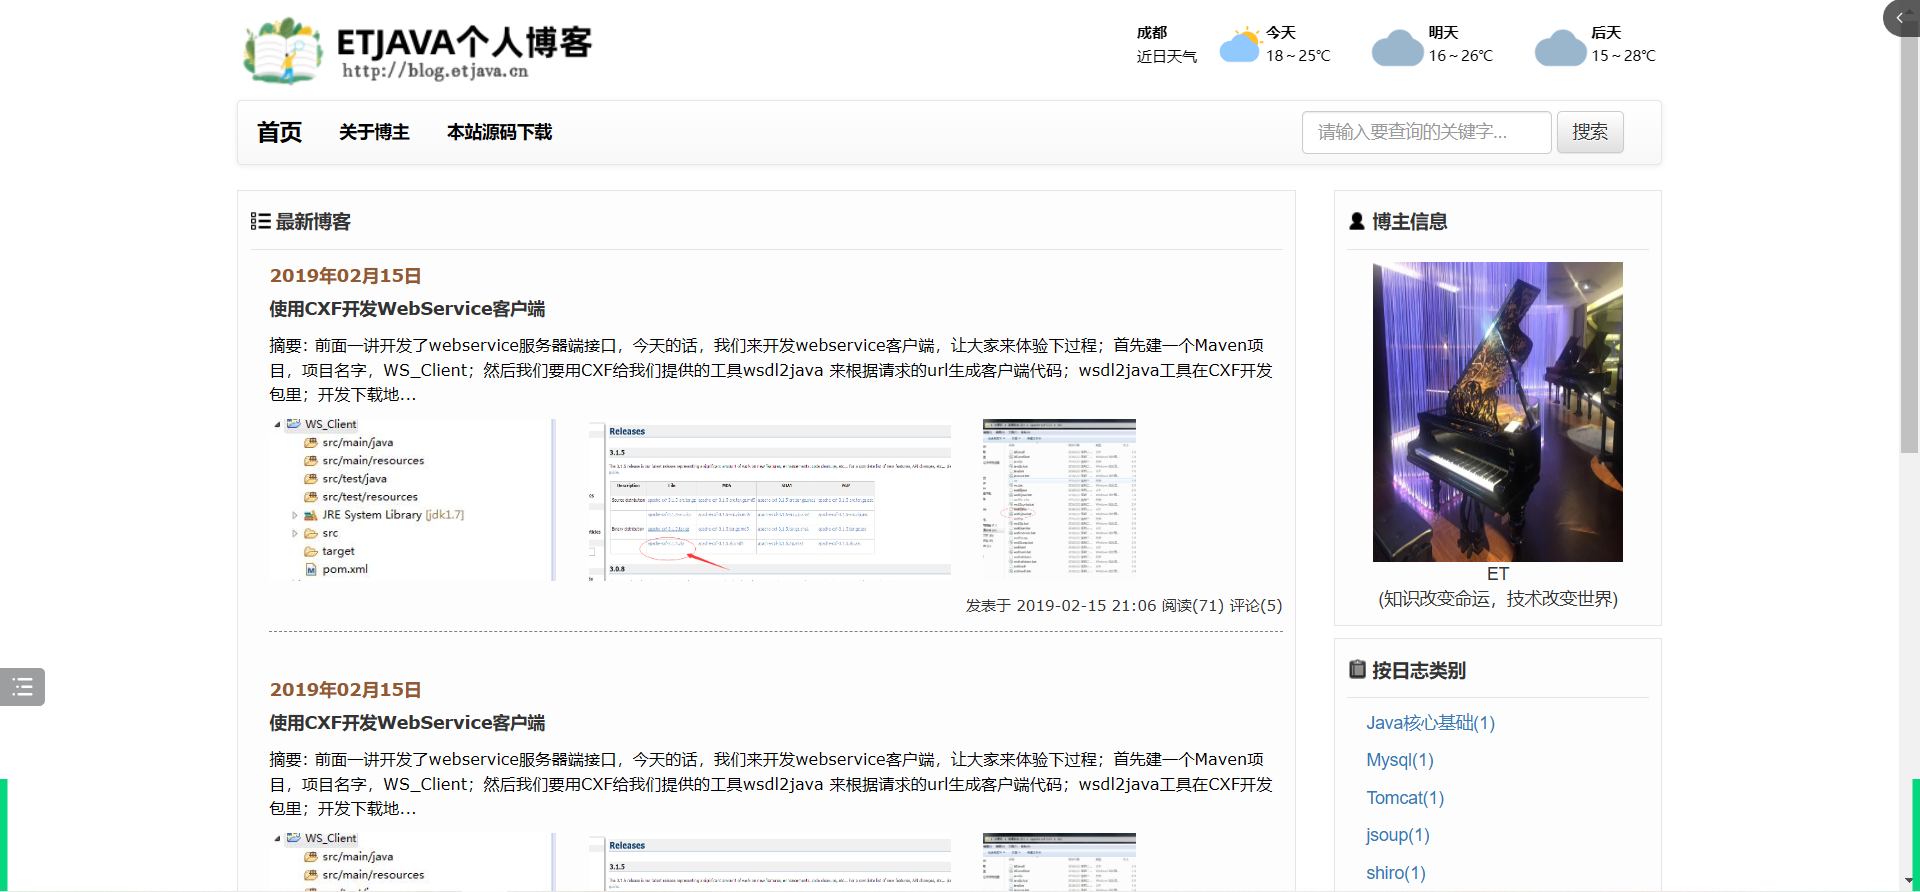 ETJAVA个人博客
http://blog.etjava.cn
成都
近日天气
今天
18～25℃
明天
16～26℃
后天
15～28℃
首页
关于博主
本站源码下载
请输入要查询的关键字...
搜索
最新博客
2019年02月15日
使用CXF开发WebService客户端
摘要：前面一讲开发了webservice服务器端接口，今天的话，我们来开发webservice客户端，让大家来体验下过程；首先建一个Maven项
目，项目名字，WS_Client；然后我们要用CXF给我们提供的工具wsdl2java 来根据请求的url生成客户端代码；wsdl2java工具在CXF开发
包里；开发下载地...
WS_Client
src/main/java
src/main/resources
src/test/java
src/test/resources
JRE System Library [jdk1.7]
src
target
pom.xml
Releases
3.1.5
Description
3.0.8
发表于 2019-02-15 21:06 阅读(71) 评论(5)
2019年02月15日
使用CXF开发WebService客户端
摘要：前面一讲开发了webservice服务器端接口，今天的话，我们来开发webservice客户端，让大家来体验下过程；首先建一个Maven项
目，项目名字，WS_Client；然后我们要用CXF给我们提供的工具wsdl2java 来根据请求的url生成客户端代码；wsdl2java工具在CXF开发
包里；开发下载地...
WS_Client
src/main/java
src/main/resources
Releases
3.1.5
博主信息
ET
(知识改变命运，技术改变世界)
按日志类别
Java核心基础(1)
Mysql(1)
Tomcat(1)
jsoup(1)
shiro(1)